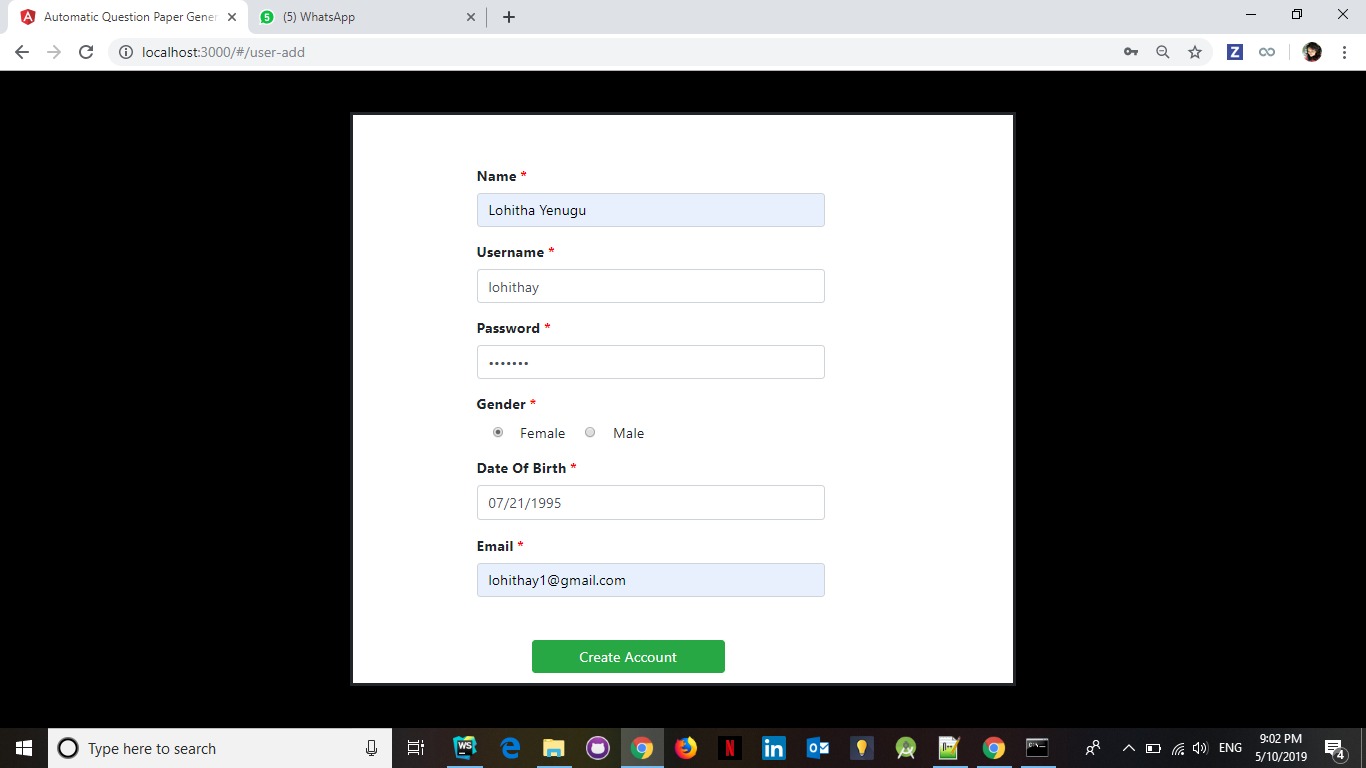 Automatic Question Paper Gener
(5) WhatsApp
localhost:3000/#/user-add
Name *
Lohitha Yenugu
Username *
lohithay
Password *
•••••••
Gender *
Female Male
Date Of Birth *
07/21/1995
Email *
lohithay1@gmail.com
Create Account
Type here to search
ENG
9:02 PM
5/10/2019
4